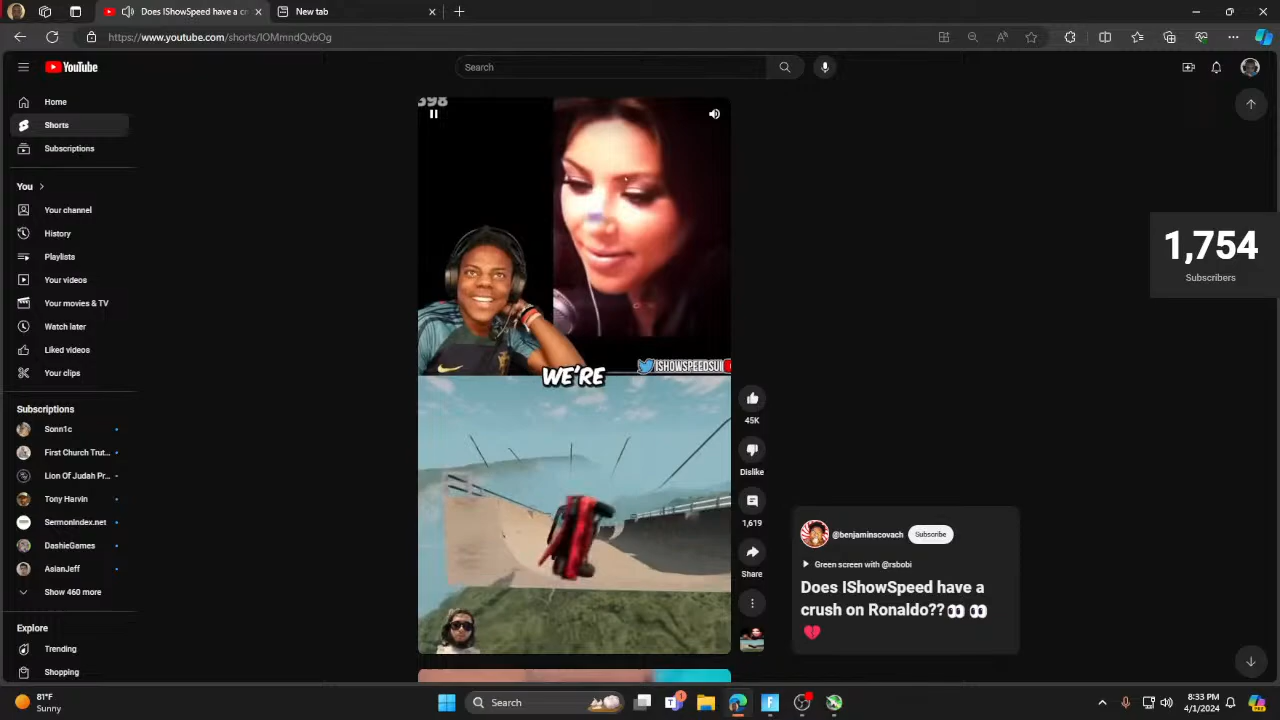 Does IShowSpeed have a cr
New tab
https://www.youtube.com/shorts/IOMmndQvbOg
YouTube
Search
Home
Shorts
Subscriptions
You
Your channel
History
Playlists
Your videos
Your movies & TV
Watch later
Liked videos
Your clips
Subscriptions
Sonn1c
First Church Trut...
Lion Of Judah Pr...
Tony Harvin
SermonIndex.net
DashieGames
AalanJeff
Show 460 more
Explore
Trending
Shopping
398
ISHOWSPEEDSUI
WE'RE
45K
Dislike
1,619
Share
@benjaminscovach
Subscribe
Green screen with @rsbobi
Does IShowSpeed have a
crush on Ronaldo??👀 👀
💔
1,754
Subscribers
81°F
Sunny
Search
1
8:33 PM
4/1/2024